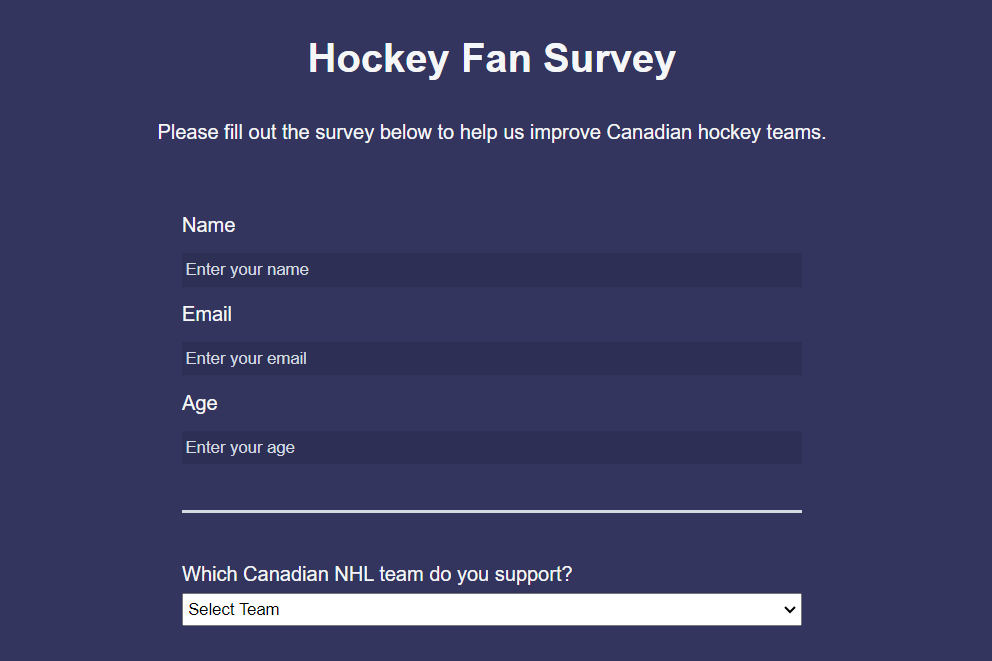 Hockey Fan Survey
Please fill out the survey below to help us improve Canadian hockey teams.
Name
Enter your name
Email
Enter your email
Age
Enter your age
Which Canadian NHL team do you support?
Select Team